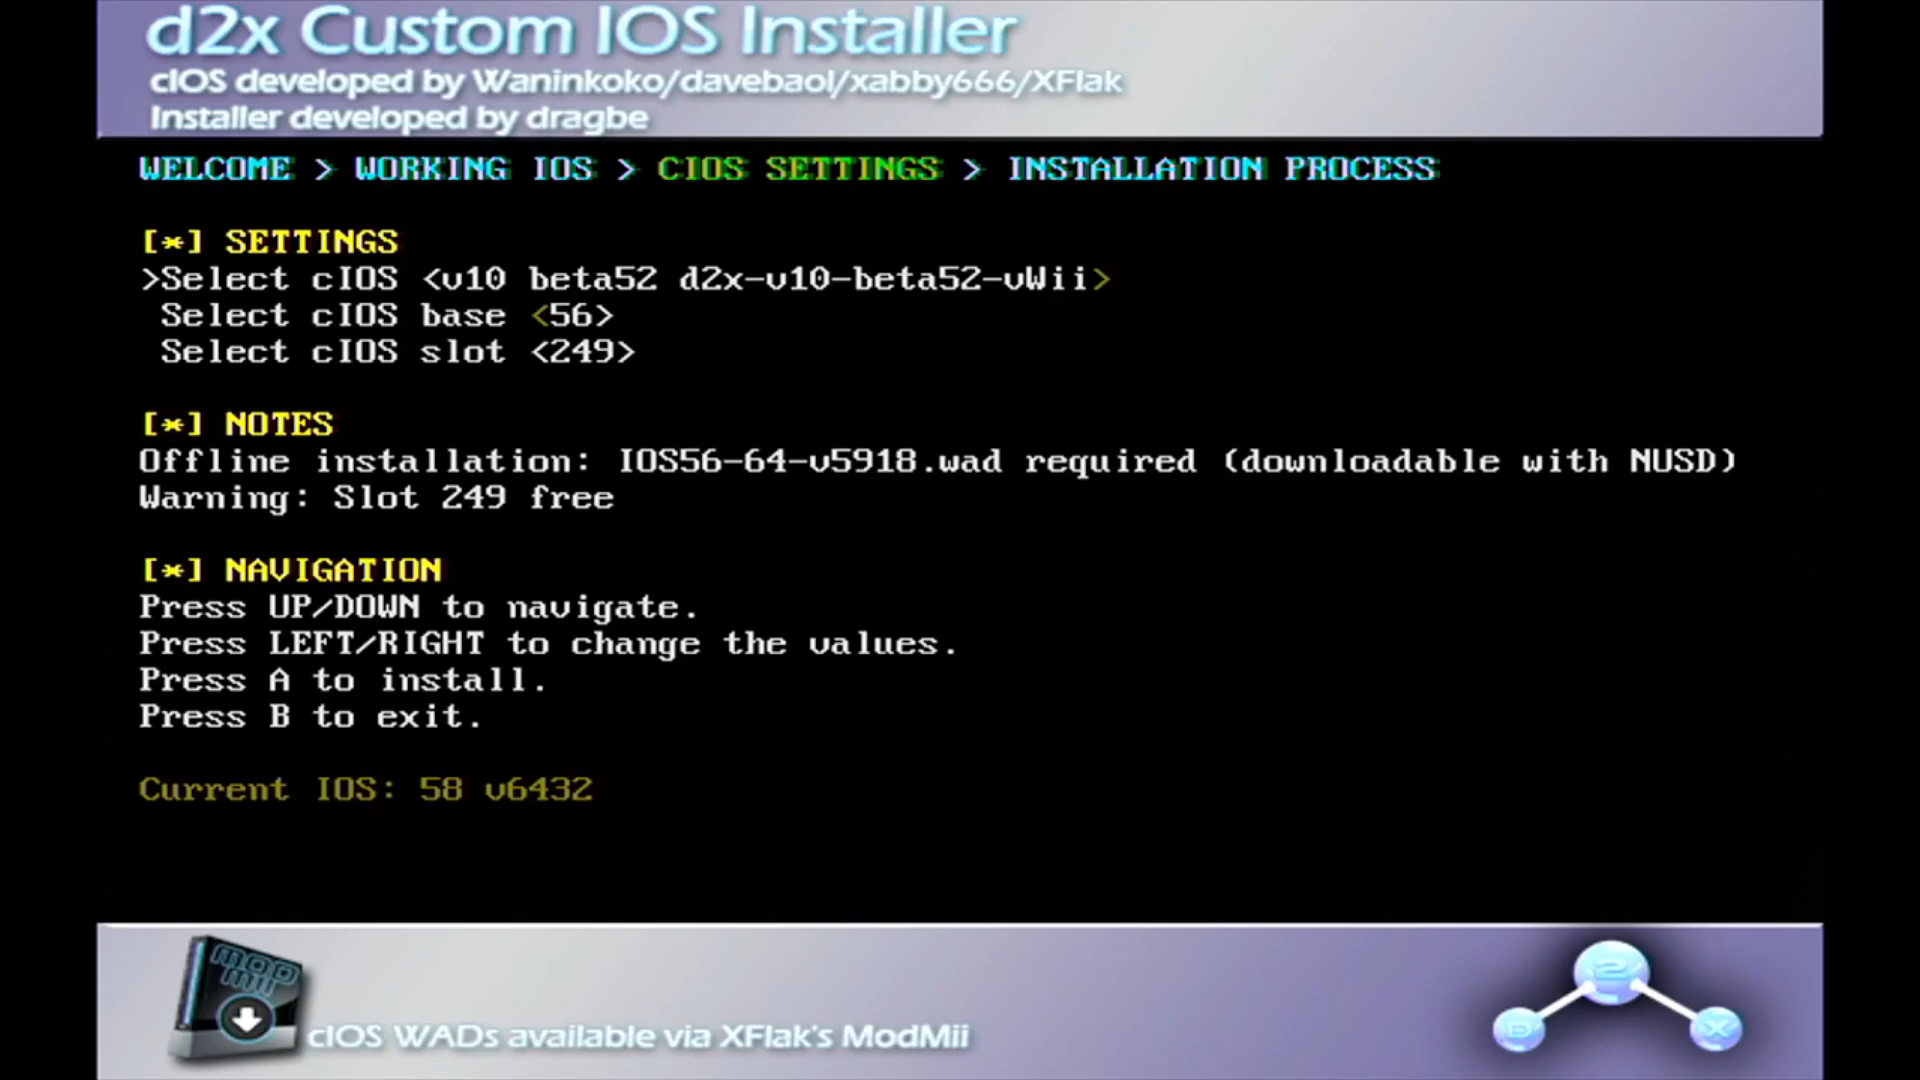 d2x Custom IOS Installer
cIOS developed by Waninkoko/davebaol/xabby666/XFlak
Installer developed by dragbe
WELCOME > WORKING IOS > CIOS SETTINGS > INSTALLATION PROCESS
[*] SETTINGS
>Select cIOS <v10 beta52 d2x-v10-beta52-vWii>
Select cIOS base <56>
Select cIOS slot <249>
[*] NOTES
Offline installation: IOS56-64-v5918.wad required (downloadable with NUSD)
Warning: Slot 249 free
[*] NAVIGATION
Press UP/DOWN to navigate.
Press LEFT/RIGHT to change the values.
Press A to install.
Press B to exit.
Current IOS: 58 v6432
MOD
MII
cIOS WADs available via XFlak's ModMii
D 2 X